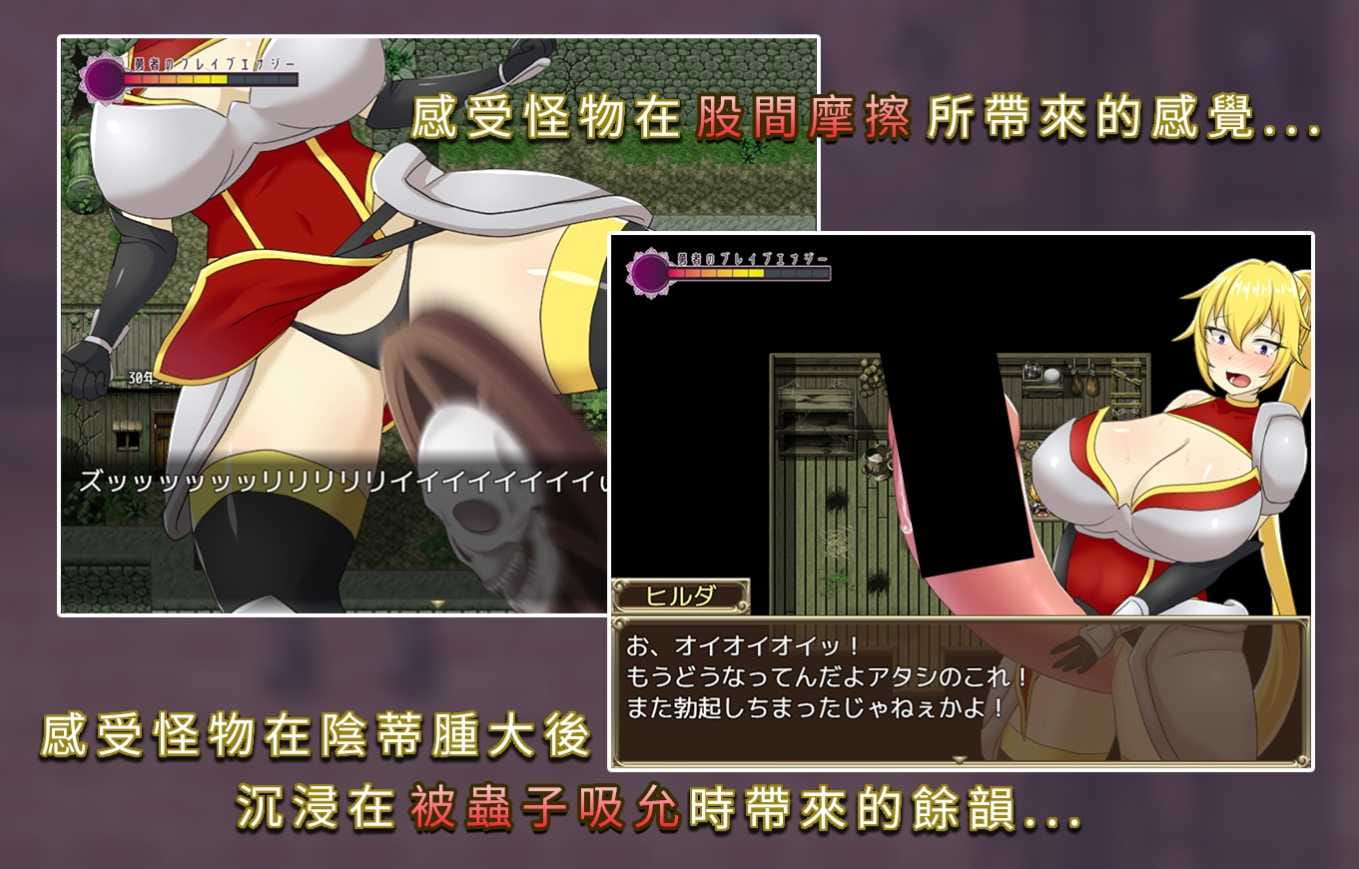 勇者のブレイブエナジー
感受怪物在股間摩擦所帶來的感覺...
勇者のブレイブエナジー
30年
ズッッッッッッリリリリリイイイイイイイイ
ヒルダ
お、オイオイオイッ！
もうどうなってんだよアタシのこれ！
また勃起しちまったじゃねぇかよ！
感受怪物在陰蒂腫大後
沉浸在被蟲子吸允時帶來的餘韻...